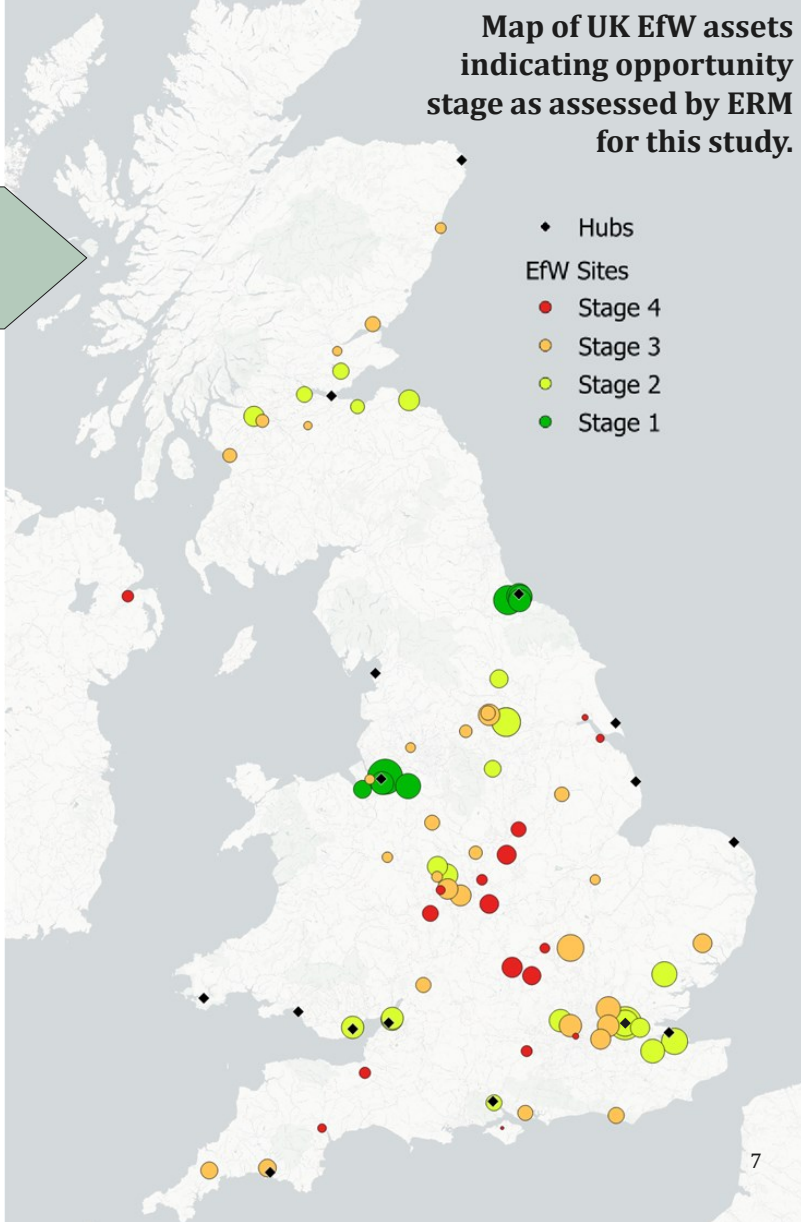 Map of UK EfW assets
indicating opportunity
stage as assessed by ERM
for this study.
Hubs
EfW Sites
Stage 4
Stage 3
Stage 2
Stage 1
7